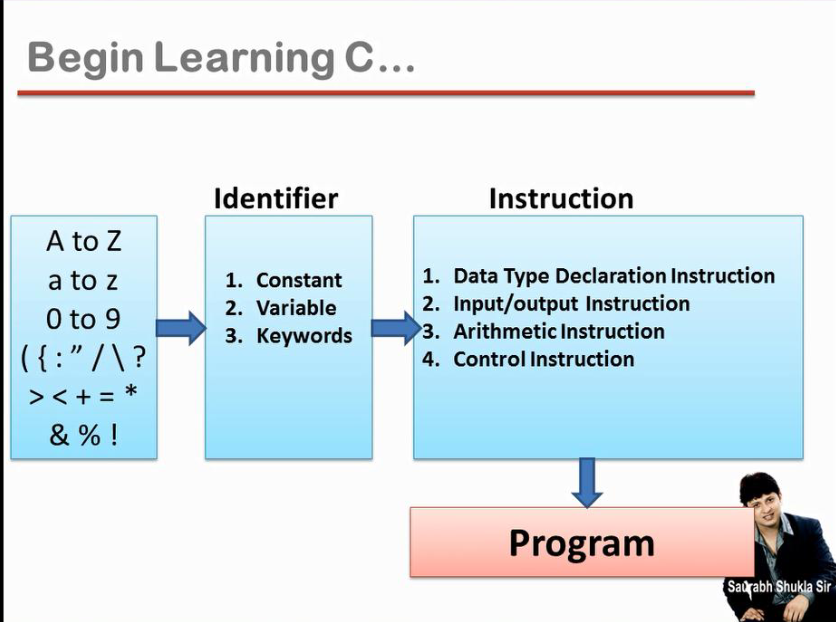 Begin Learning C...
A to Z
a to z
0 to 9
( { : ” / \ ?
> < + = *
& % !
Identifier
1. Constant
2. Variable
3. Keywords
Instruction
1. Data Type Declaration Instruction
2. Input/output Instruction
3. Arithmetic Instruction
4. Control Instruction
Program
Saurabh Shukla Sir